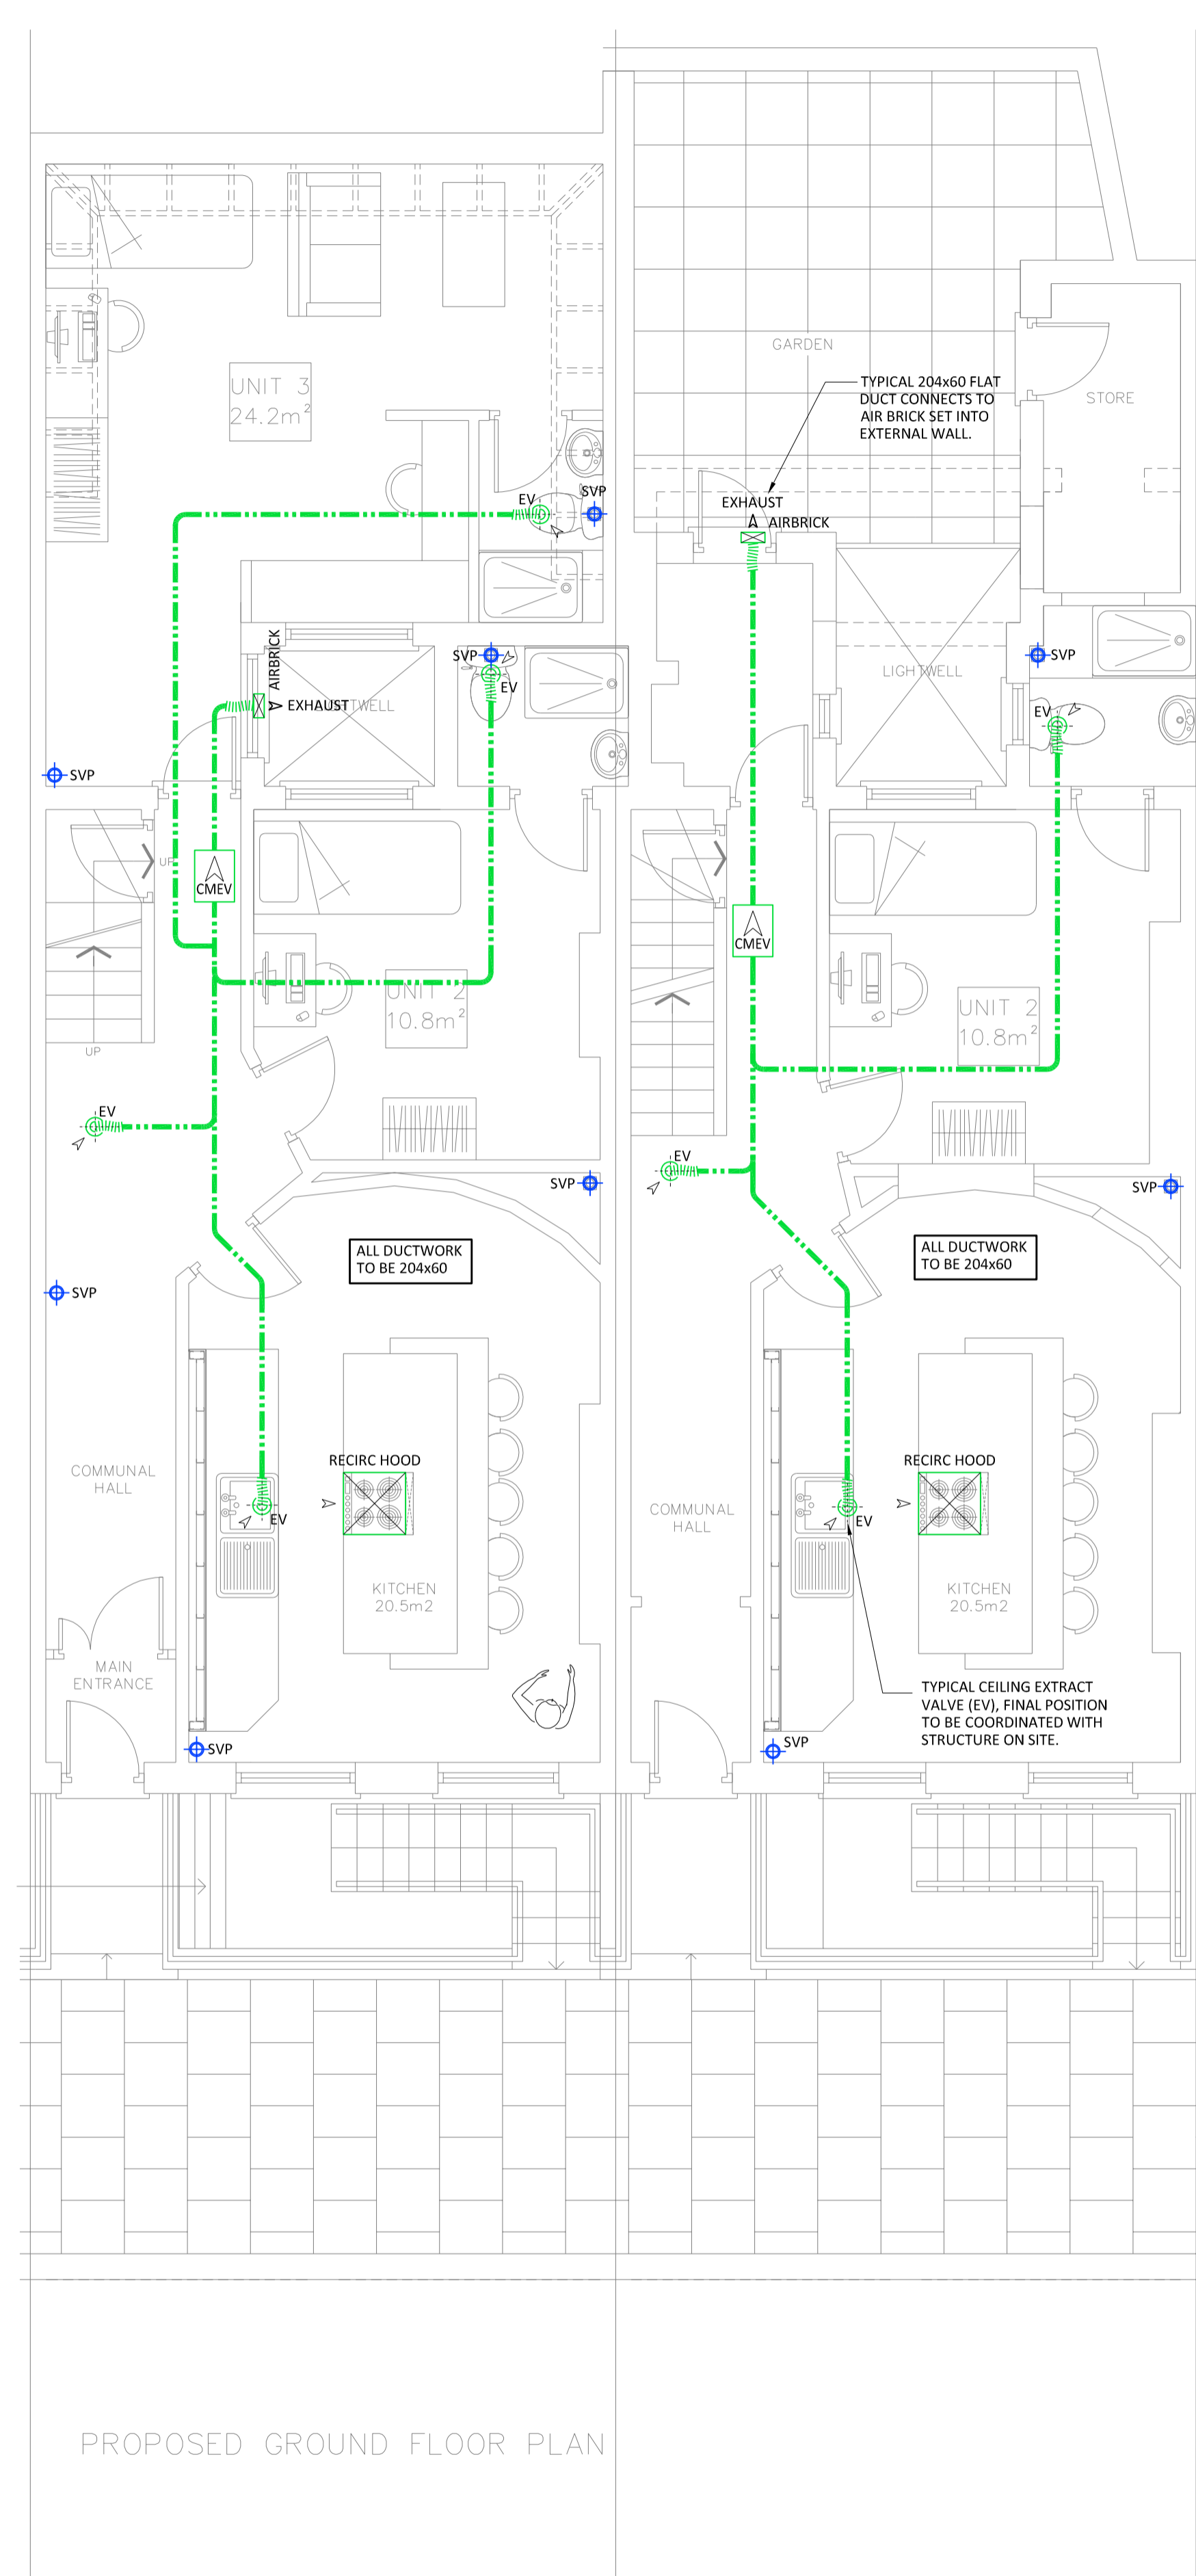 GARDEN
UNIT 3
24.2m²
TYPICAL 204x60 FLAT
DUCT CONNECTS TO
AIR BRICK SET INTO
EXTERNAL WALL.
STORE
EV
SVP
EXHAUST
AIRBRICK
AIRBRICK
EXHAUST
SVP
EV
LIGHTWELL
SVP
EV
SVP
UP
CMEV
CMEV
UNIT 2
10.8m²
UNIT 2
10.8m²
UP
EV
EV
SVP
SVP
ALL DUCTWORK
TO BE 204x60
ALL DUCTWORK
TO BE 204x60
SVP
RECIRC HOOD
RECIRC HOOD
COMMUNAL
HALL
EV
COMMUNAL
HALL
EV
KITCHEN
20.5m2
KITCHEN
20.5m2
MAIN
ENTRANCE
TYPICAL CEILING EXTRACT
VALVE (EV), FINAL POSITION
TO BE COORDINATED WITH
STRUCTURE ON SITE.
SVP
SVP
PROPOSED GROUND FLOOR PLAN